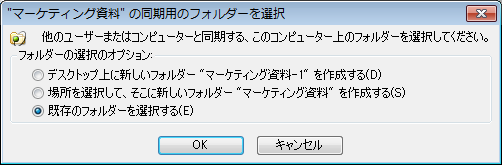 "マーケティング資料" の同期用のフォルダーを選択
他のユーザーまたはコンピューターと同期する、このコンピューター上のフォルダーを選択してください。
フォルダーの選択のオプション:
デスクトップ上に新しいフォルダー "マーケティング資料-1" を作成する(D)
場所を選択して、そこに新しいフォルダー "マーケティング資料" を作成する(S)
既存のフォルダーを選択する(E)
OK キャンセル